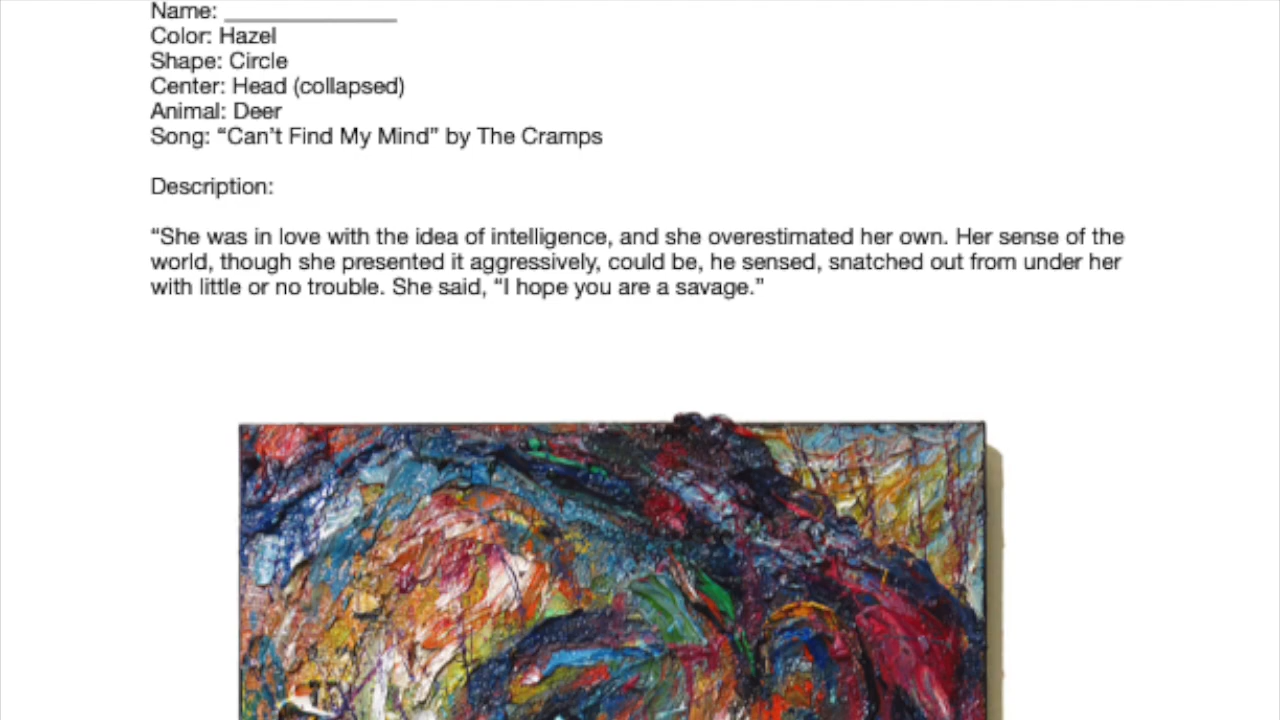 Name: ______________
Color: Hazel
Shape: Circle
Center: Head (collapsed)
Animal: Deer
Song: “Can’t Find My Mind” by The Cramps
Description:
“She was in love with the idea of intelligence, and she overestimated her own. Her sense of the
world, though she presented it aggressively, could be, he sensed, snatched out from under her
with little or no trouble. She said, “I hope you are a savage.”